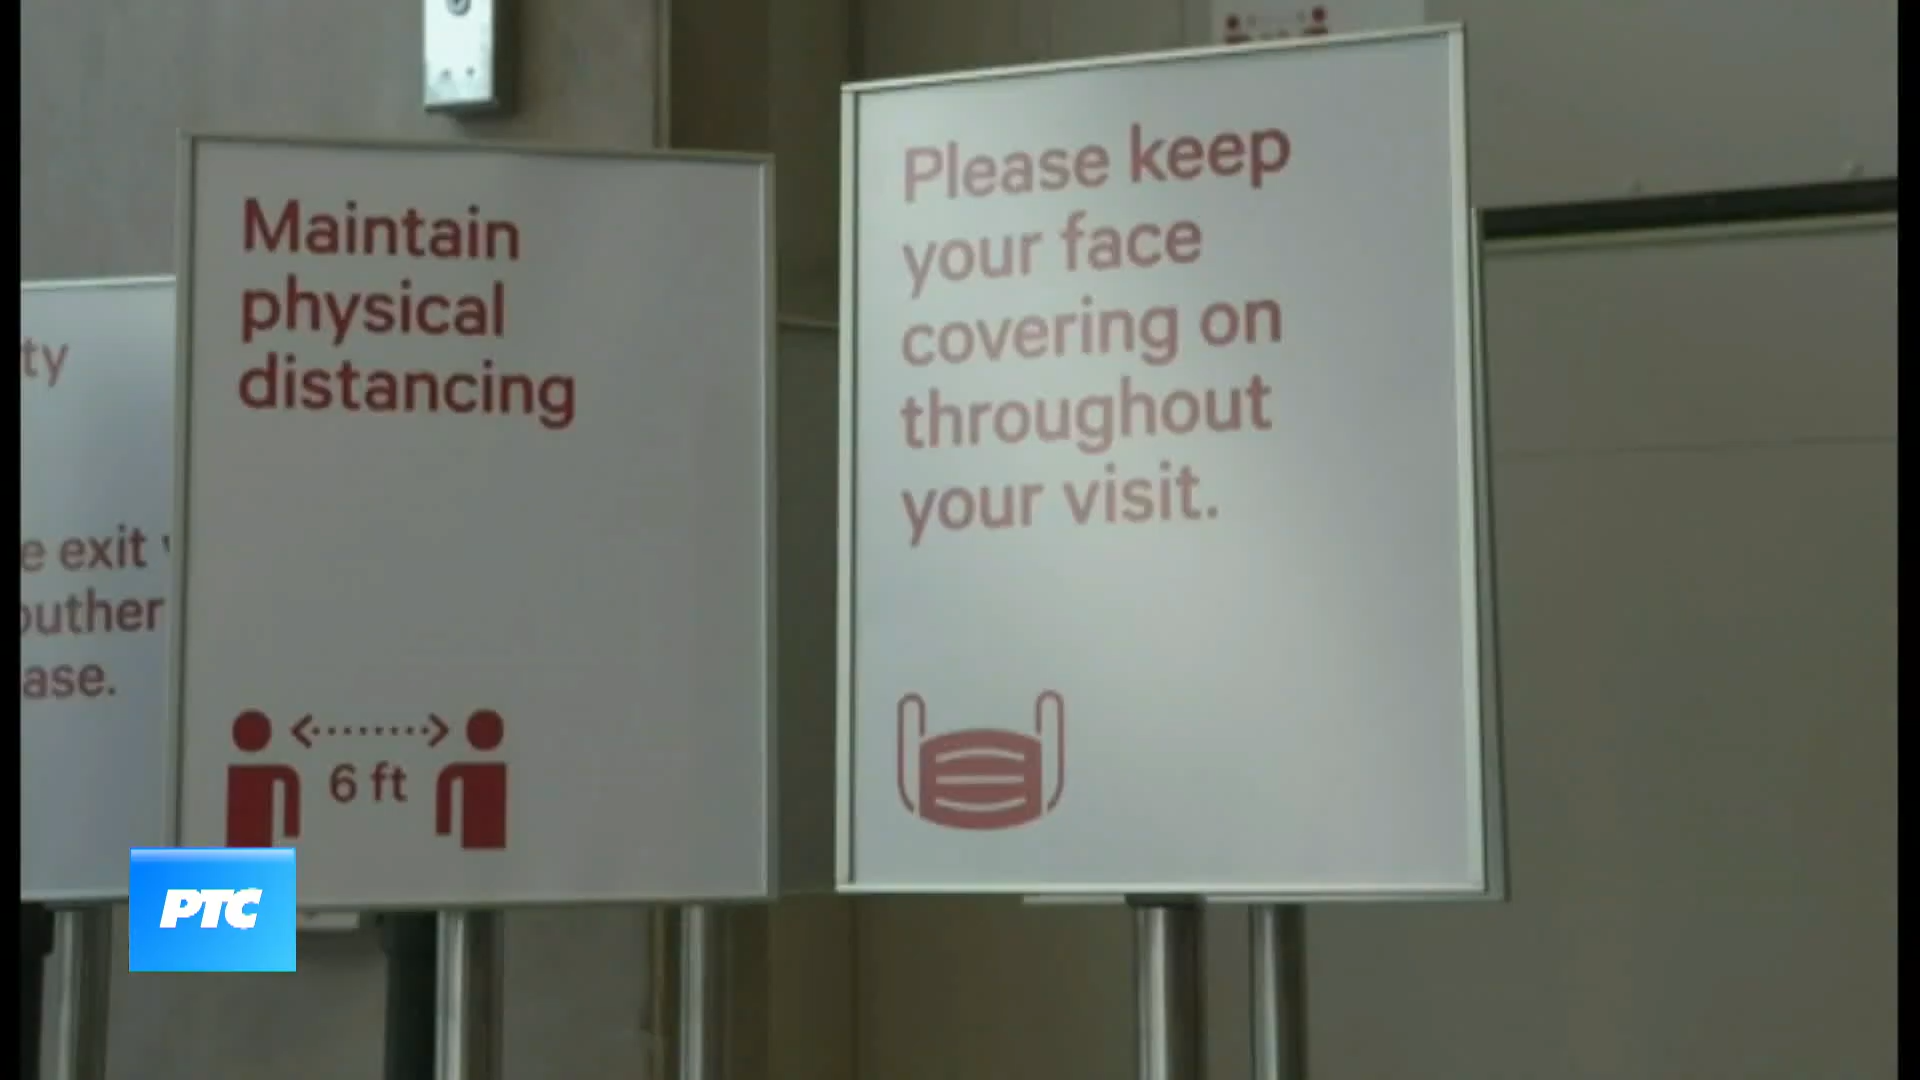 Maintain
physical
distancing
6 ft
Please keep
your face
covering on
throughout
your visit.
ty
e exit
outher
ase.
РТС